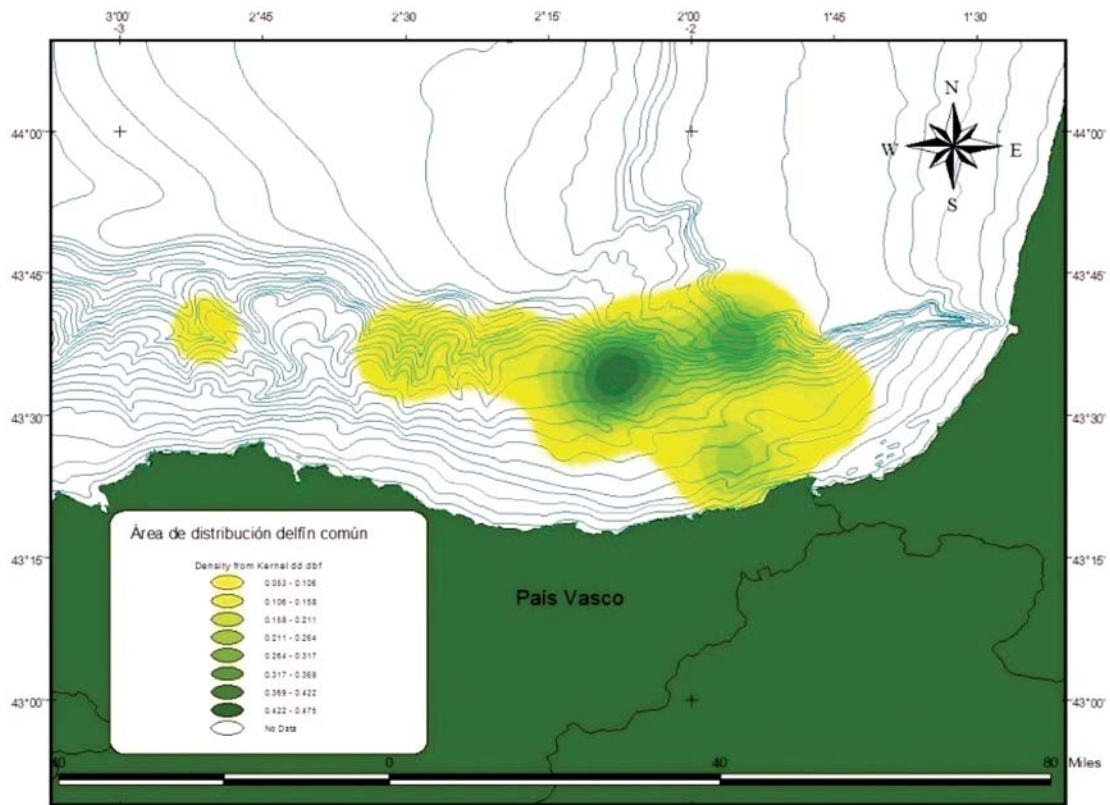 3°00 2°45 2°30 2°15 2°00 1°45 1°30
-3 -2
N
W E
S
44°00 44°00
43°45 43°45
43°30 43°30
43°15 43°15
43°00 43°00
Área de distribución delfín común
Density from Kernel dd.dbf
0.053 - 0.106
0.106 - 0.158
0.158 - 0.211
0.211 - 0.264
0.264 - 0.317
0.317 - 0.369
0.369 - 0.422
0.422 - 0.475
No Data
País Vasco
40 0 40 80 Miles